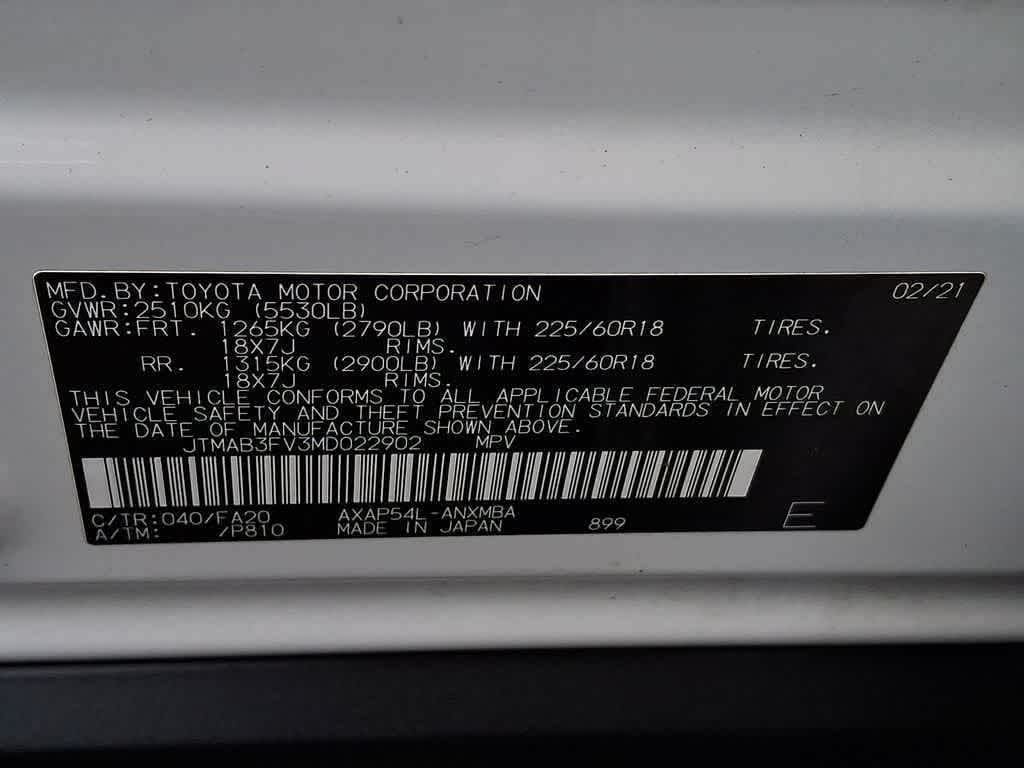 MFD.BY:TOYOTA MOTOR CORPORATION 02/21
GVWR:2510KG (5530LB)
GAWR:FRT. 1265KG (2790LB) WITH 225/60R18 TIRES.
18X7J RIMS.
RR. 1315KG (2900LB) WITH 225/60R18 TIRES.
18X7J RIMS.
THIS VEHICLE CONFORMS TO ALL APPLICABLE FEDERAL MOTOR
VEHICLE SAFETY AND THEFT PREVENTION STANDARDS IN EFFECT ON
THE DATE OF MANUFACTURE SHOWN ABOVE.
JTMAB3FV3MD022902 MPV
C/TR:040/FA20 AXAP54L-ANXMBA
A/TM: /P810 MADE IN JAPAN 899 E